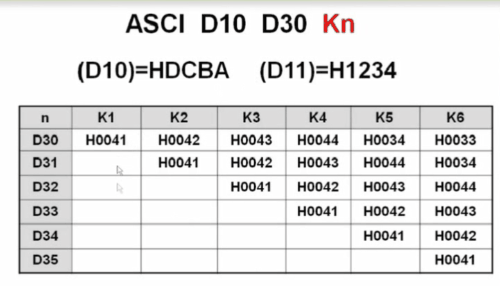 ASCI D10 D30 Kn
(D10)=HDCBA (D11)=H1234
n K1 K2 K3 K4 K5 K6
D30 H0041 H0042 H0043 H0044 H0034 H0033
D31 H0041 H0042 H0043 H0044 H0034
D32 H0041 H0042 H0043 H0044
D33 H0041 H0042 H0043
D34 H0041 H0042
D35 H0041